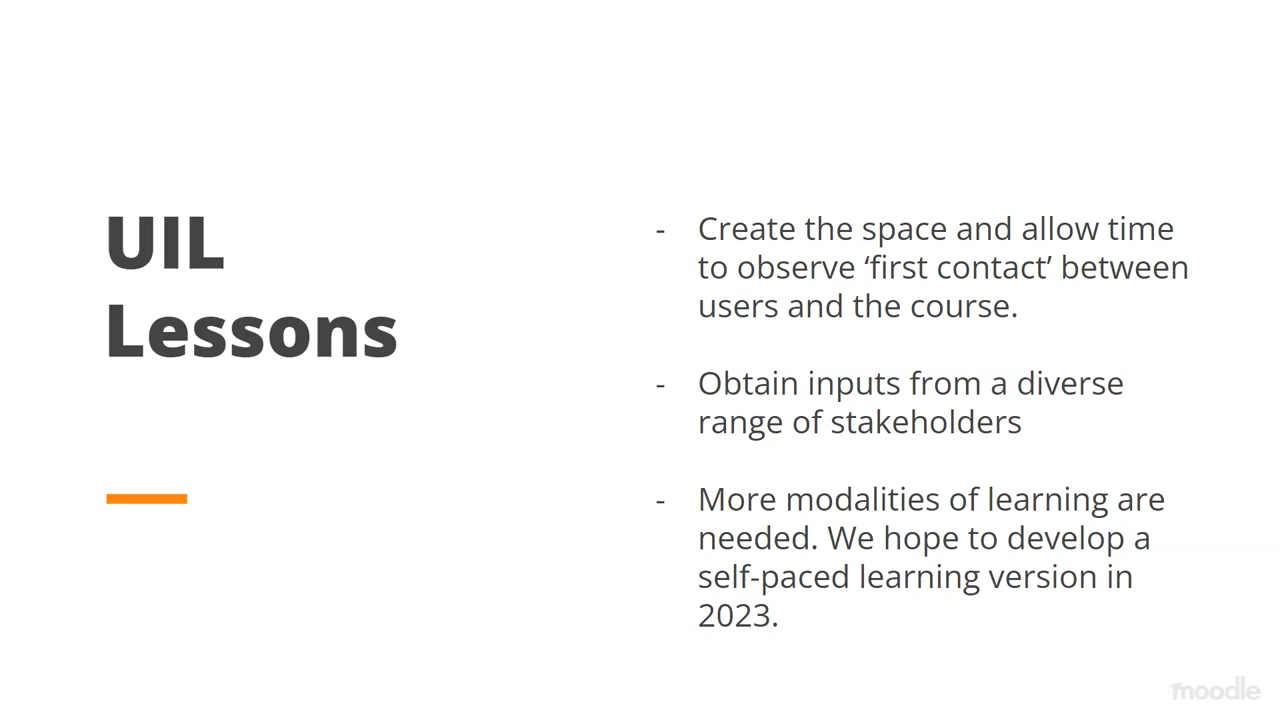 UIL
Lessons
- Create the space and allow time
to observe ‘first contact’ between
users and the course.
- Obtain inputs from a diverse
range of stakeholders
- More modalities of learning are
needed. We hope to develop a
self-paced learning version in
2023.
moodle